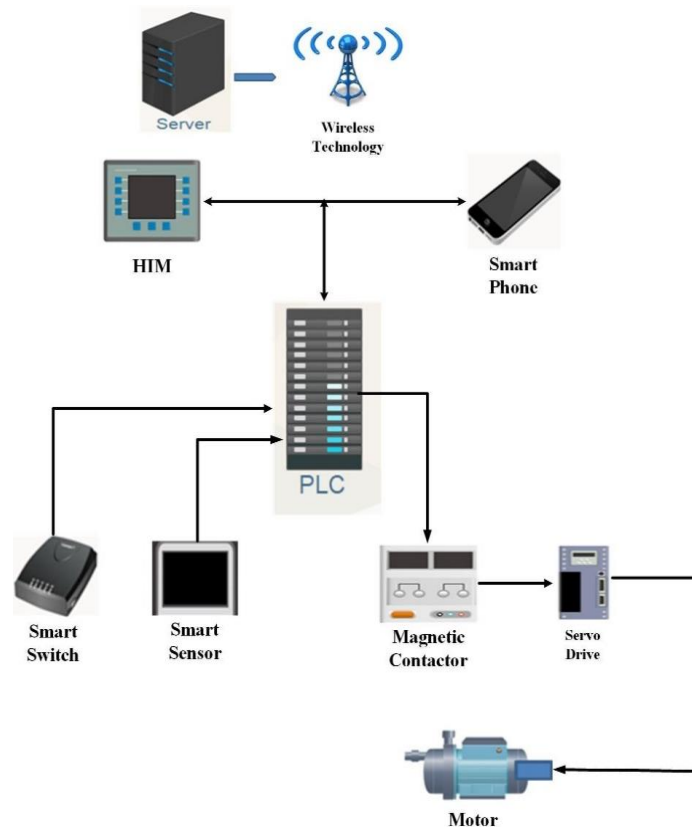 Server
Wireless
Technology
HIM
Smart
Phone
PLC
Smart
Switch
Smart
Sensor
Magnetic
Contactor
Servo
Drive
Motor